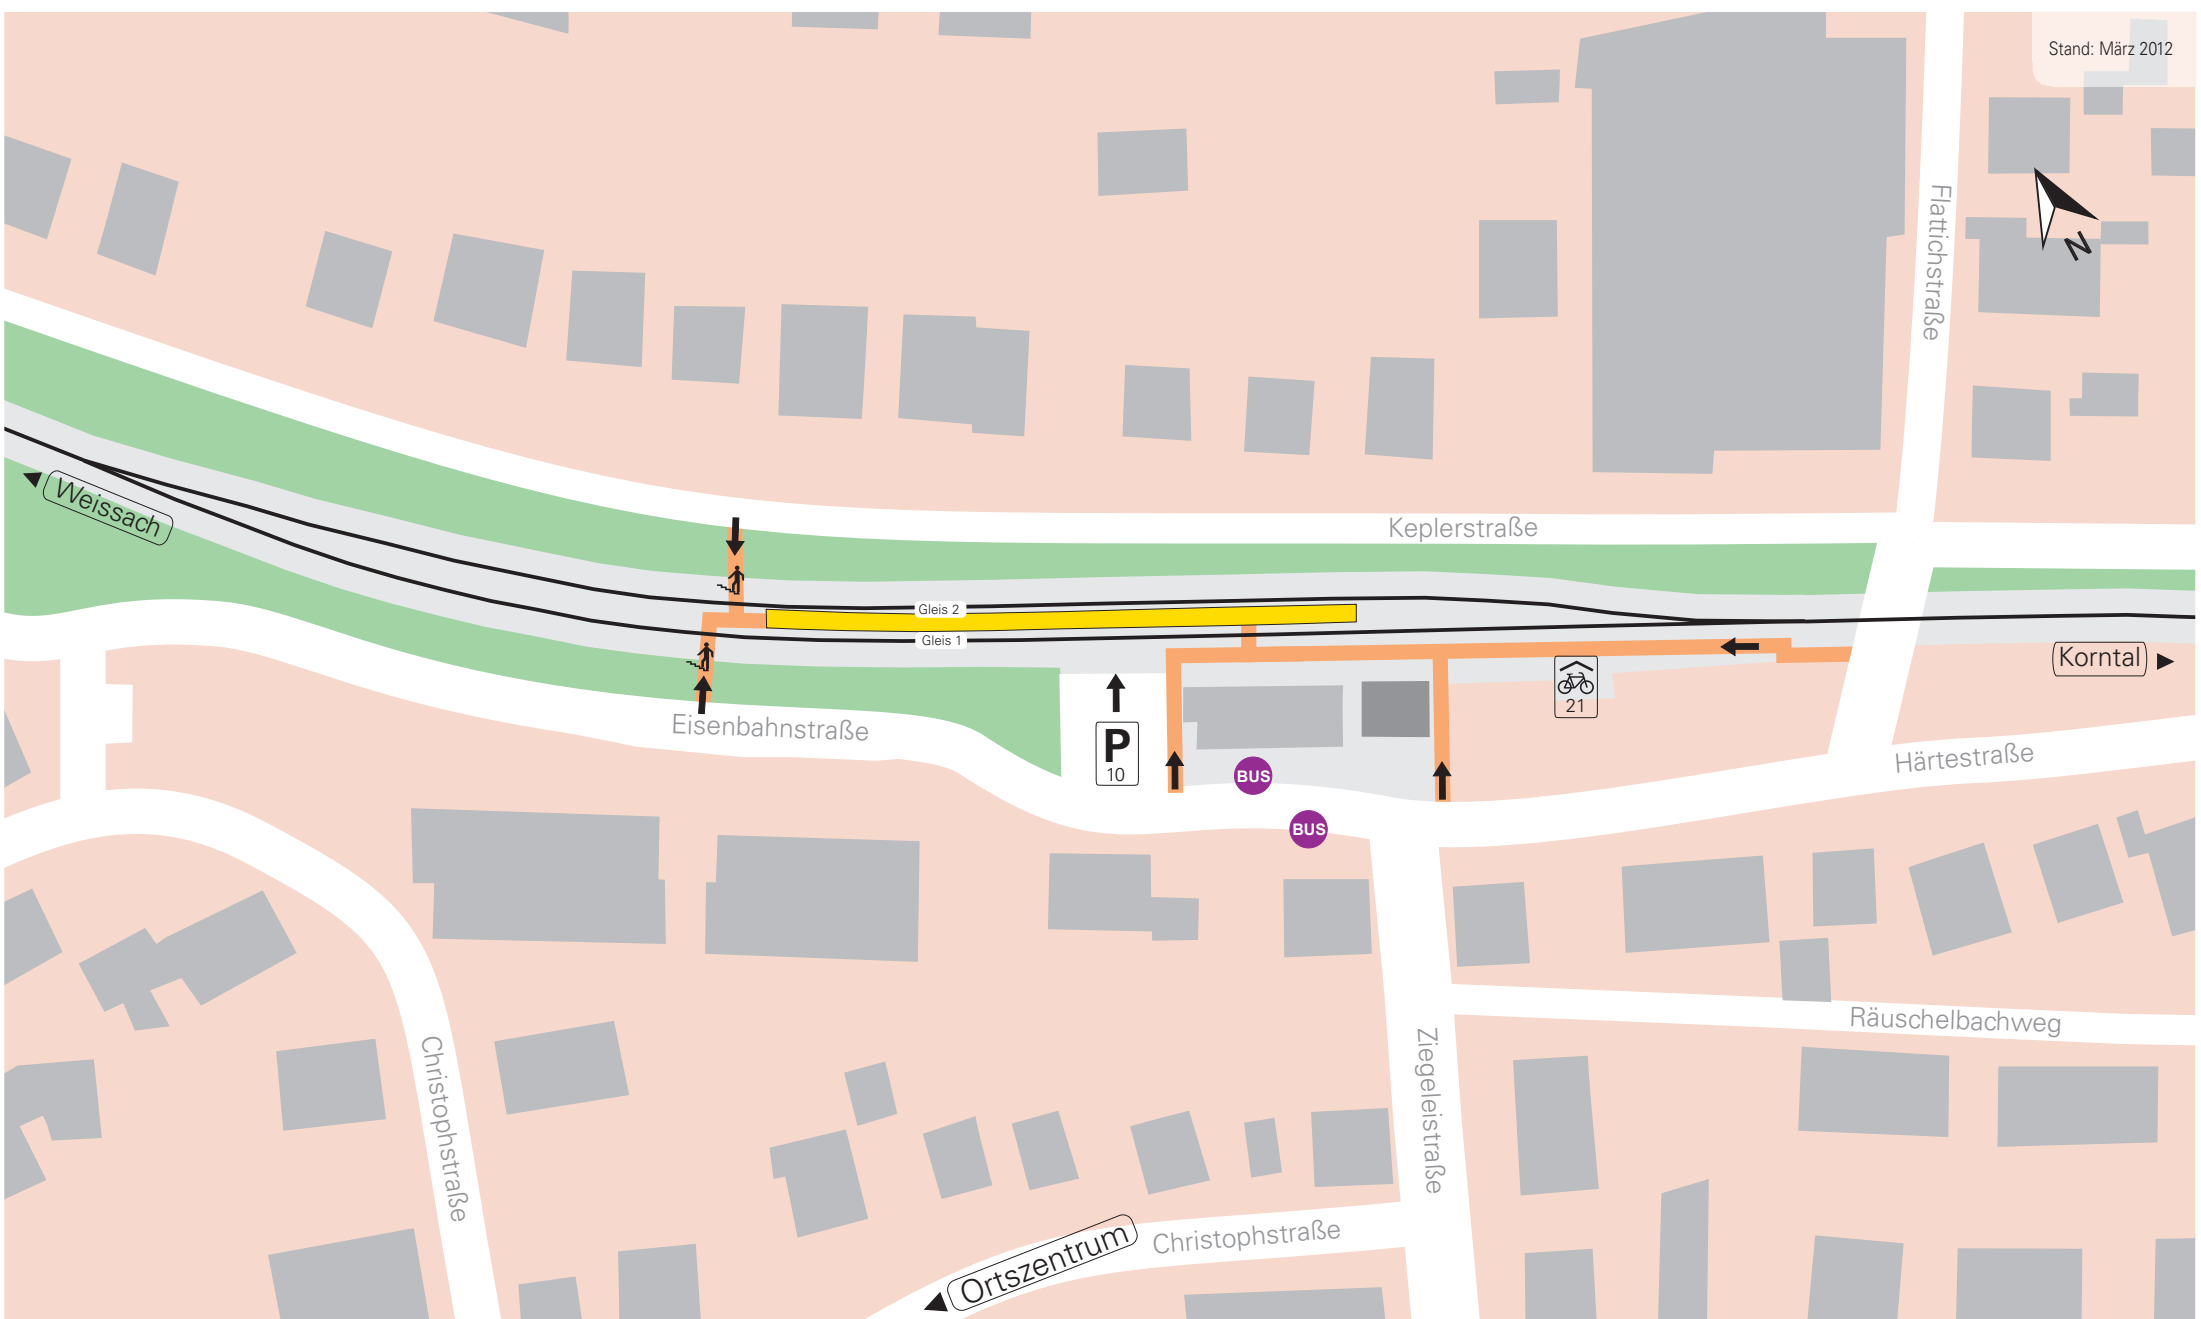 Stand: März 2012
Flattichstraße
N
Weissach
Keplerstraße
Gleis 2
Gleis 1
Korntal
21
Eisenbahnstraße
P
10
BUS
BUS
Härtestraße
Räuschelbachweg
Christophstraße
Ziegeleistraße
Christophstraße
Ortszentrum